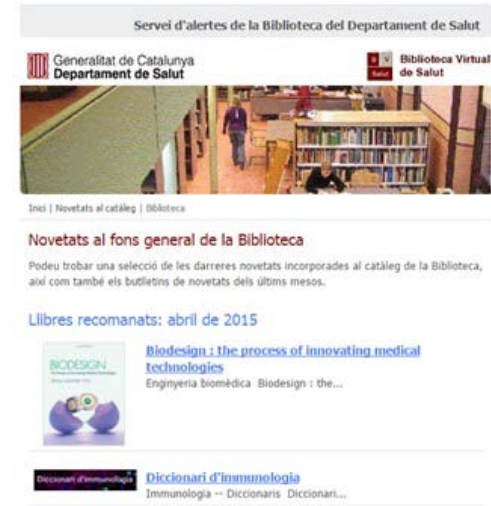 Servei d'alertes de la Biblioteca del Departament de Salut
Generalitat de Catalunya
Departament de Salut
B V
Salut
Biblioteca Virtual
de Salut
Inici | Novetats al catàleg | Biblioteca
Novetats al fons general de la Biblioteca
Podeu trobar una selecció de les darreres novetats incorporades al catàleg de la Biblioteca,
així com també els butlletins de novetats dels últims mesos.
Llibres recomanats: abril de 2015
BIODESIGN
Biodesign : the process of innovating medical
technologies
Enginyeria biomèdica Biodesign : the...
Diccionari d'immunologia
Diccionari d'immunologia
Immunologia -- Diccionaris Diccionari...